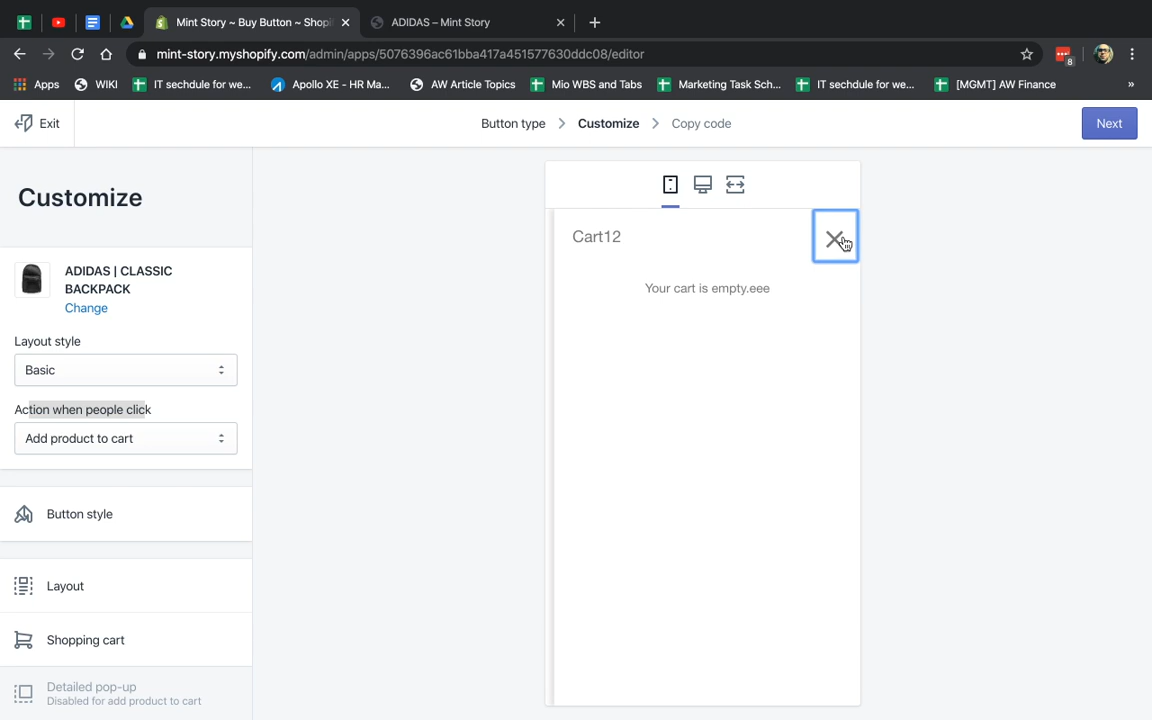 Mint Story ~ Buy Button ~ Shopi
ADIDAS – Mint Story
mint-story.myshopify.com/admin/apps/5076396ac61bba417a451577630ddc08/editor
8
Apps
WIKI
IT sechdule for we...
Apollo XE - HR Ma...
AW Article Topics
Mio WBS and Tabs
Marketing Task Sch...
IT sechdule for we...
[MGMT] AW Finance
»
Exit
Button type
Customize
Copy code
Next
Customize
ADIDAS | CLASSIC
BACKPACK
Change
Layout style
Basic
Action when people click
Add product to cart
Button style
Layout
Shopping cart
Detailed pop-up
Disabled for add product to cart
Cart12
Your cart is empty.eee